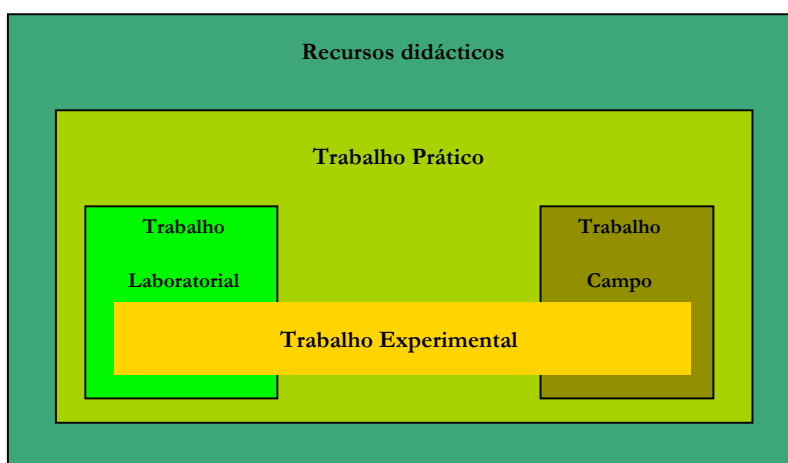 Recursos didácticos
Trabalho Prático
Trabalho
Laboratorial
Trabalho
Campo
Trabalho Experimental